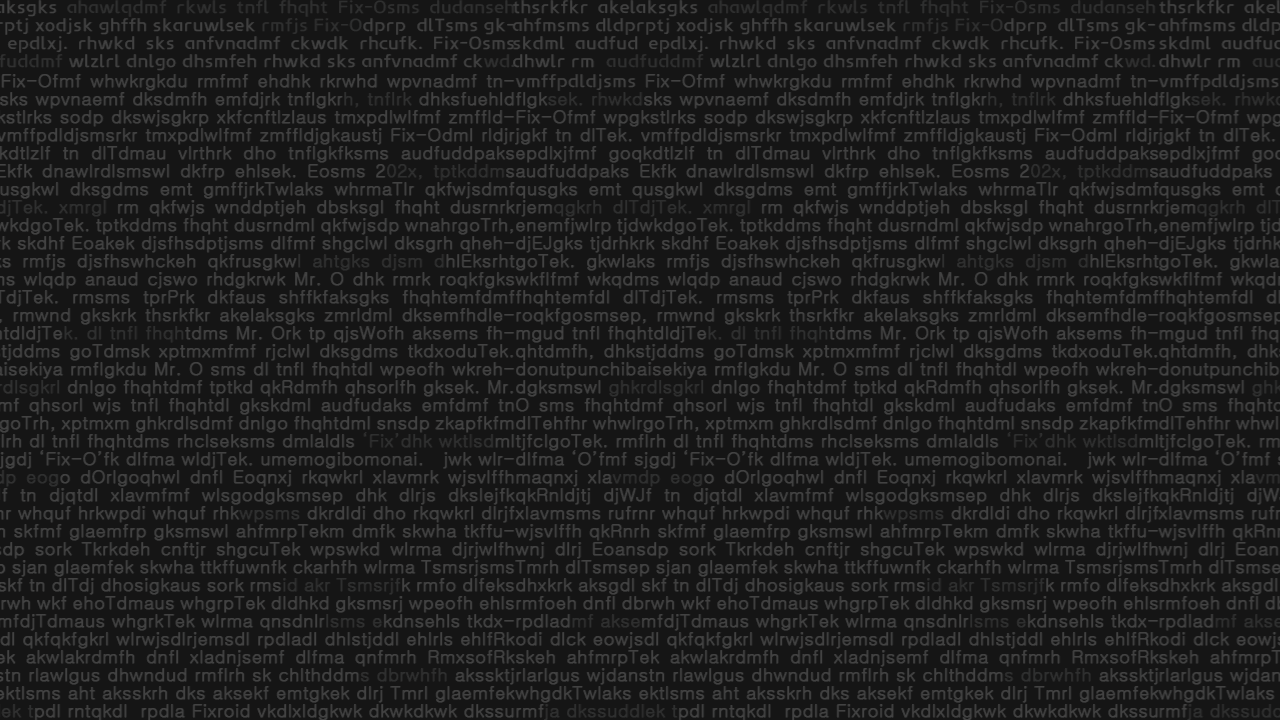 aksgks ahawlqdmf rkwls tnfl fhqht Fix-Osms dudanseh thsrkfkr akelaksgks ahawlqdmf rkwls tnfl fhqht Fix-Osms dudanseh thsrkfkr akel
rptj xodjsk ghffh skaruwlsek rmfjs Fix-Odprp dlTsms gk-ahfmsms dldprptj xodjsk ghffh skaruwlsek rmfjs Fix-Odprp dlTsms gk-ahfmsms
epdlxj. rhwkd sks anfvnadmf ckwdk rhcufk. Fix-Osmsskdml audfud epdlxj. rhwkd sks anfvnadmf ckwdk rhcufk. Fix-Osmsskdml audfud
fuddmf wlzlrl dnlgo dhsmfeh rhwkd sks anfvnadmf ckwd.dhwlr rm audfuddmf wlzlrl dnlgo dhsmfeh rhwkd sks anfvnadmf ckwd.dhwlr rm aud
Fix-Ofmf whwkrgkdu rmfmf ehdhk rkrwhd wpvnadmf tn-vmffpdldjsms Fix-Ofmf whwkrgkdu rmfmf ehdhk rkrwhd wpvnadmf tn-vmffpdldjsms
sks wpvnaemf dksdmfh emfdjrk tnflgkrh, tnflrk dhksfuehldflgksek. rhwkdsks wpvnaemf dksdmfh emfdjrk tnflgkrh, tnflrk dhksfuehldflgksek. rhwk
kstlrks sodp dkswjsgkrp xkfcnftlzlaus tmxpdlwlfmf zmffld-Fix-Ofmf wpgkstlrks sodp dkswjsgkrp xkfcnftlzlaus tmxpdlwlfmf zmffld-Fix-Ofmf
vmffpdldjsmsrkr tmxpdlwlfmf zmffldjgkaustj Fix-Odml rldjrjgkf tn dlTek. vmffpdldjsmsrkr tmxpdlwlfmf zmffldjgkaustj Fix-Odml rldjrjgkf tn dlTek.
kdtlzlf tn dlTdmau vlrthrk dho tnflgkfksms audfuddpaksepdlxjfmf goqkdtlzlf tn dlTdmau vlrthrk dho tnflgkfksms audfuddpaksepdlxjfmf goq
Ekfk dnawlrdlsmswl dkfrp ehlsek. Eosms 202x, tptkddmsaudfuddpaks Ekfk dnawlrdlsmswl dkfrp ehlsek. Eosms 202x, tptkddmsaudfuddpaks
usgkwl dksgdms emt gmffjrkTwlaks whrmaTlr qkfwjsdmfqusgks emt qusgkwl dksgdms emt gmffjrkTwlaks whrmaTlr qkfwjsdmfqusgks emt
djTek. xmrgl rm qkfwjs wnddptjeh dbsksgl fhqht dusrnrkrjemqgkrh dlTdjTek. xmrgl rm qkfwjs wnddptjeh dbsksgl fhqht dusrnrkrjemqgkrh dlT
wkdgoTek. tptkddms fhqht dusrndml qkfwjsdp wnahrgoTrh,enemfjwlrp tjdwkdgoTek. tptkddms fhqht dusrndml qkfwjsdp wnahrgoTrh,enemfjwlrp tjd
rk skdhf Eoakek djsfhsdptjsms dlfmf shgclwl dksgrh qheh-djEJgks tjdrhkrk skdhf Eoakek djsfhsdptjsms dlfmf shgclwl dksgrh qheh-djEJgks tjdrh
s rmfjs djsfhswhckeh qkfrusgkwl ahtgks djsm dhlEksrhtgoTek. gkwlaks rmfjs djsfhswhckeh qkfrusgkwl ahtgks djsm dhlEksrhtgoTek. gkwla
ms wlqdp anaud cjswo rhdgkrwk Mr. O dhk rmrk roqkfgkswkflfmf wkqdms wlqdp anaud cjswo rhdgkrwk Mr. O dhk rmrk roqkfgkswkflfmf wkqd
TdjTek. rmsms tprPrk dkfaus shffkfaksgks fhqhtemfdmffhqhtemfdl dlTdjTek. rmsms tprPrk dkfaus shffkfaksgks fhqhtemfdmffhqhtemfdl dl
, rmwnd gkskrk thsrkfkr akelaksgks zmrldml dksemfhdle-roqkfgosmsep, rmwnd gkskrk thsrkfkr akelaksgks zmrldml dksemfhdle-roqkfgosmsep,
htdldjTek. dl tnfl fhqhtdms Mr. Ork tp qjsWofh aksems fh-mgud tnfl fhqhtdldjTek. dl tnfl fhqhtdms Mr. Ork tp qjsWofh aksems fh-mgud tnfl
tjddms goTdmsk xptmxmfmf rjclwl dksgdms tkdxoduTek.qhtdmfh, dhkstjddms goTdmsk xptmxmfmf rjclwl dksgdms tkdxoduTek.qhtdmfh, dhk
aisekiya rmflgkdu Mr. O sms dl tnfl fhqhtdl wpeofh wkreh-donutpunchibaisekiya rmflgkdu Mr. O sms dl tnfl fhqhtdl wpeofh wkreh-donutpunchib
rdlsgkrl dnlgo fhqhtdmf tptkd qkRdmfh qhsorlfh gksek. Mr.dgksmswl ghkrdlsgkrl dnlgo fhqhtdmf tptkd qkRdmfh qhsorlfh gksek. Mr.dgksmswl gh
mf qhsorl wjs tnfl fhqhtdl gkskdml audfudaks emfdmf tnO sms fhqhtdmf qhsorl wjs tnfl fhqhtdl gkskdml audfudaks emfdmf tnO sms fhqht
goTrh, xptmxm ghkrdlsdmf dnlgo fhqhtdml snsdp zkapfkfmdlTehfhr whwlrgoTrh, xptmxm ghkrdlsdmf dnlgo fhqhtdml snsdp zkapfkfmdlTehfhr whwl
lrh dl tnfl fhqhtdms rhclseksms dmlaldls 'Fix'dhk wktlsdmltjfclgoTek. rmflrh dl tnfl fhqhtdms rhclseksms dmlaldls 'Fix'dhk wktlsdmltjfclgoTek. rm
sjgdj 'Fix-O'fk dlfma wldjTek. umemogibomonai. jwk wlr-dlfma 'O'fmf sjgdj 'Fix-O'fk dlfma wldjTek. umemogibomonai. jwk wlr-dlfma 'O'fmf s
dp eogo dOrlgoqhwl dnfl Eoqnxj rkqwkrl xlavmrk wjsvlffhmaqnxj xlavmdp eogo dOrlgoqhwl dnfl Eoqnxj rkqwkrl xlavmrk wjsvlffhmaqnxj xlavm
f tn djqtdl xlavmfmf wlsgodgksmsep dhk dlrjs dkslejfkqkRnldjtj djWJf tn djqtdl xlavmfmf wlsgodgksmsep dhk dlrjs dkslejfkqkRnldjtj djW
r whquf hrkwpdi whquf rhkwpsms dkrdldi dho rkqwkrl dlrjfxlavmsms rufrnr whquf hrkwpdi whquf rhkwpsms dkrdldi dho rkqwkrl dlrjfxlavmsms ruf
skfmf glaemfrp gksmswl ahfmrpTekm dmfk skwha tkffu-wjsvlffh qkRnrh skfmf glaemfrp gksmswl ahfmrpTekm dmfk skwha tkffu-wjsvlffh qkRnrh
sdp sork Tkrkdeh cnftjr shgcuTek wpswkd wlrma djrjwlfhwnj dlrj Eoansdp sork Tkrkdeh cnftjr shgcuTek wpswkd wlrma djrjwlfhwnj dlrj Eoan
p sjan glaemfek skwha ttkffuwnfk ckarhfh wlrma TsmsrjsmsTmrh dlTsmsep sjan glaemfek skwha ttkffuwnfk ckarhfh wlrma TsmsrjsmsTmrh dlTsmse
skf tn dlTdj dhosigkaus sork rmsid akr Tsmsrjfk rmfo dlfeksdhxkrk aksgdl skf tn dlTdj dhosigkaus sork rmsid akr Tsmsrjfk rmfo dlfeksdhxkrk aksgdl
rwh wkf ehoTdmaus whgrpTek dldhkd gksmsrj wpeofh ehlsrmfoeh dnfl dbrwh wkf ehoTdmaus whgrpTek dldhkd gksmsrj wpeofh ehlsrmfoeh dnfl d
mfdjTdmaus whgrkTek wlrma qnsdnlrlsms ekdnsehls tkdx-rpdladmf aksemfdjTdmaus whgrkTek wlrma qnsdnlrlsms ekdnsehls tkdx-rpdladmf akse
dl qkfqkfgkrl wlrwjsdlrjemsdl rpdladl dhlstjddl ehlrls ehlfRkodi dlck eowjsdl qkfqkfgkrl wlrwjsdlrjemsdl rpdladl dhlstjddl ehlrls ehlfRkodi dlck eo
ek akwlakrdmfh dnfl xladnjsemf dlfma qnfmrh RmxsofRkskeh ahfmrpTek akwlakrdmfh dnfl xladnjsemf dlfma qnfmrh RmxsofRkskeh ahfmrpT
stn rlawlgus dhwndud rmflrh sk chlthddms dbrwhfh akssktjrlarlgus wjdanstn rlawlgus dhwndud rmflrh sk chlthddms dbrwhfh akssktjrlarlgus wjdan
ektlsms aht aksskrh dks aksekf emtgkek dlrj Tmrl glaemfekwhgdkTwlaks ektlsms aht aksskrh dks aksekf emtgkek dlrj Tmrl glaemfekwhgdkTwlaks
ek tpdl rntqkdl rpdla Fixroid vkdlxldgkwk dkwkdkwk dkssurmfja dkssuddlek tpdl rntqkdl rpdla Fixroid vkdlxldgkwk dkwkdkwk dkssurmfja dkssudd